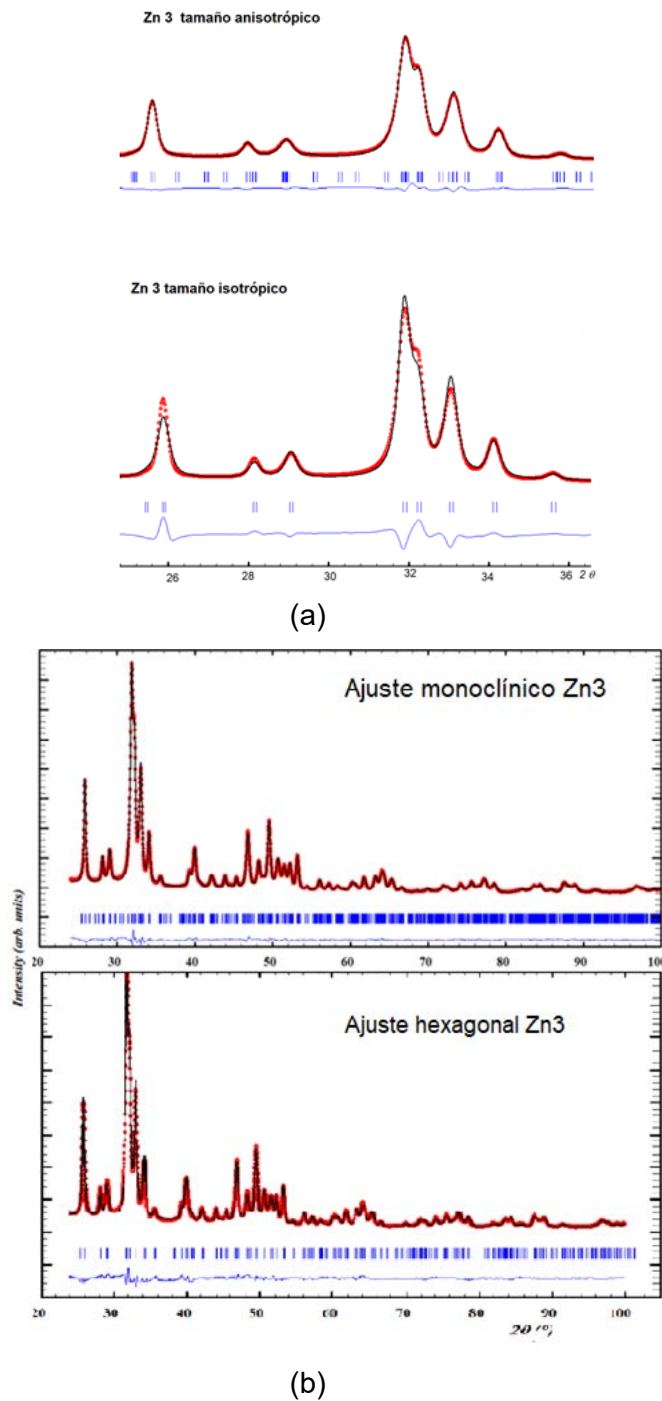 Zn 3 tamaño anisotrópico
Zn 3 tamaño isotrópico
26 28 30 32 34 36 2 θ
(a)
Ajuste monoclínico Zn3
20 30 40 50 60 70 80 90 100
Intensity (arb. units)
Ajuste hexagonal Zn3
20 30 40 50 60 70 80 90 100
2θ (°)
(b)